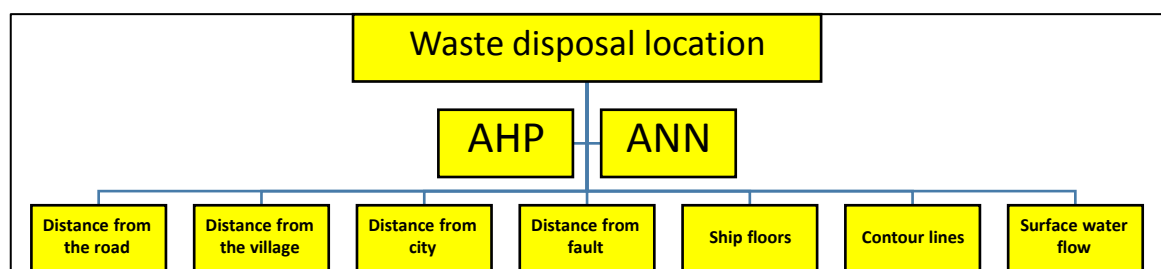 Waste disposal location
AHP
ANN
Distance from
the road
Distance from
the village
Distance from
city
Distance from
fault
Ship floors
Contour lines
Surface water
flow